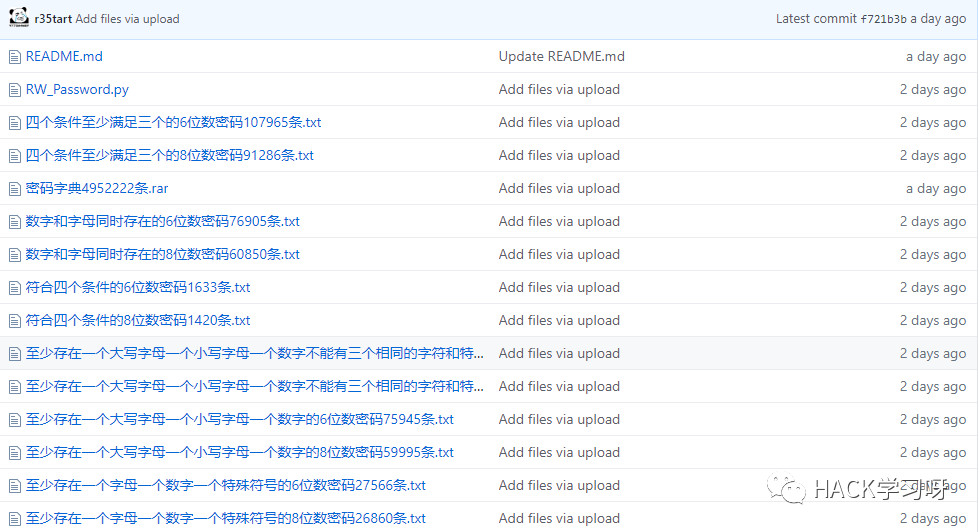 r35tart Add files via upload Latest commit f721b3b a day ago
README.md Update README.md a day ago
RW_Password.py Add files via upload 2 days ago
四个条件至少满足三个的6位数密码107965条.txt Add files via upload 2 days ago
四个条件至少满足三个的8位数密码91286条.txt Add files via upload 2 days ago
密码字典4952222条.rar Add files via upload a day ago
数字和字母同时存在的6位数密码76905条.txt Add files via upload 2 days ago
数字和字母同时存在的8位数密码60850条.txt Add files via upload 2 days ago
符合四个条件的6位数密码1633条.txt Add files via upload 2 days ago
符合四个条件的8位数密码1420条.txt Add files via upload 2 days ago
至少存在一个大写字母一个小写字母一个数字不能有三个相同的字符和特... Add files via upload 2 days ago
至少存在一个大写字母一个小写字母一个数字不能有三个相同的字符和特... Add files via upload 2 days ago
至少存在一个大写字母一个小写字母一个数字的6位数密码75945条.txt Add files via upload 2 days ago
至少存在一个大写字母一个小写字母一个数字的8位数密码59995条.txt Add files via upload 2 days ago
至少存在一个字母一个数字一个特殊符号的6位数密码27566条.txt Add files via upload 2 days ago
HACK学习呀
至少存在一个字母一个数字一个特殊符号的8位数密码26860条.txt Add files via upload 2 days ago